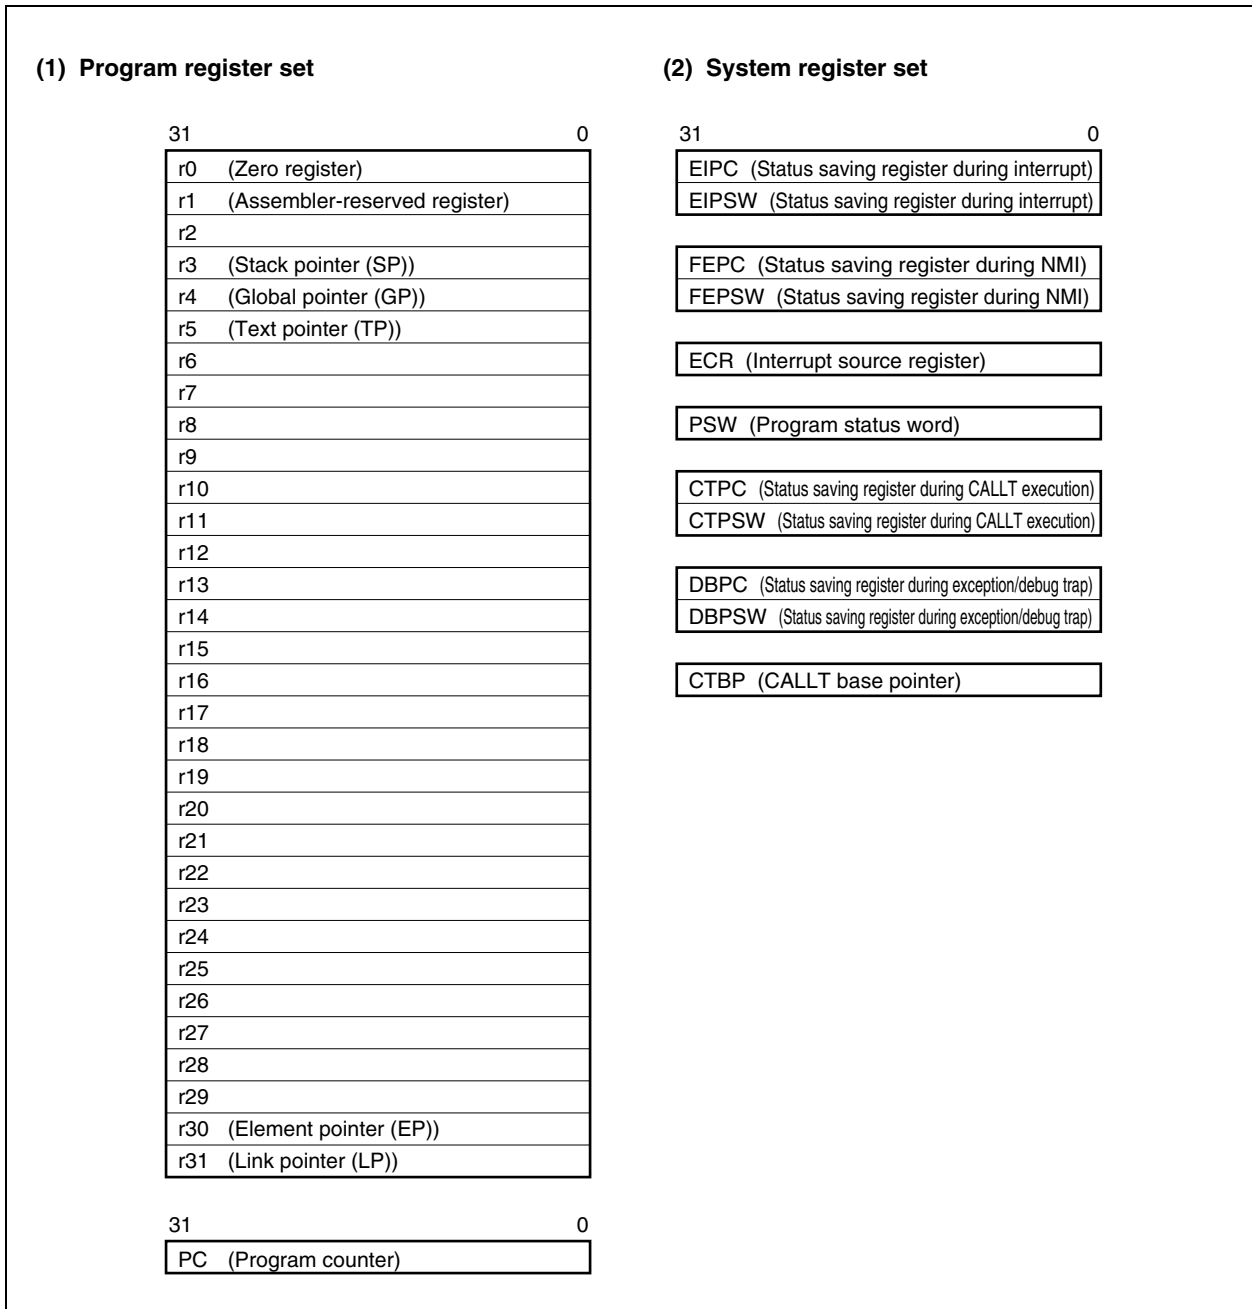 (1) Program register set
31 0
r0 (Zero register)
r1 (Assembler-reserved register)
r2
r3 (Stack pointer (SP))
r4 (Global pointer (GP))
r5 (Text pointer (TP))
r6
r7
r8
r9
r10
r11
r12
r13
r14
r15
r16
r17
r18
r19
r20
r21
r22
r23
r24
r25
r26
r27
r28
r29
r30 (Element pointer (EP))
r31 (Link pointer (LP))
31 0
PC (Program counter)
(2) System register set
31 0
EIPC (Status saving register during interrupt)
EIPSW (Status saving register during interrupt)
FEPC (Status saving register during NMI)
FEPSW (Status saving register during NMI)
ECR (Interrupt source register)
PSW (Program status word)
CTPC (Status saving register during CALLT execution)
CTPSW (Status saving register during CALLT execution)
DBPC (Status saving register during exception/debug trap)
DBPSW (Status saving register during exception/debug trap)
CTBP (CALLT base pointer)